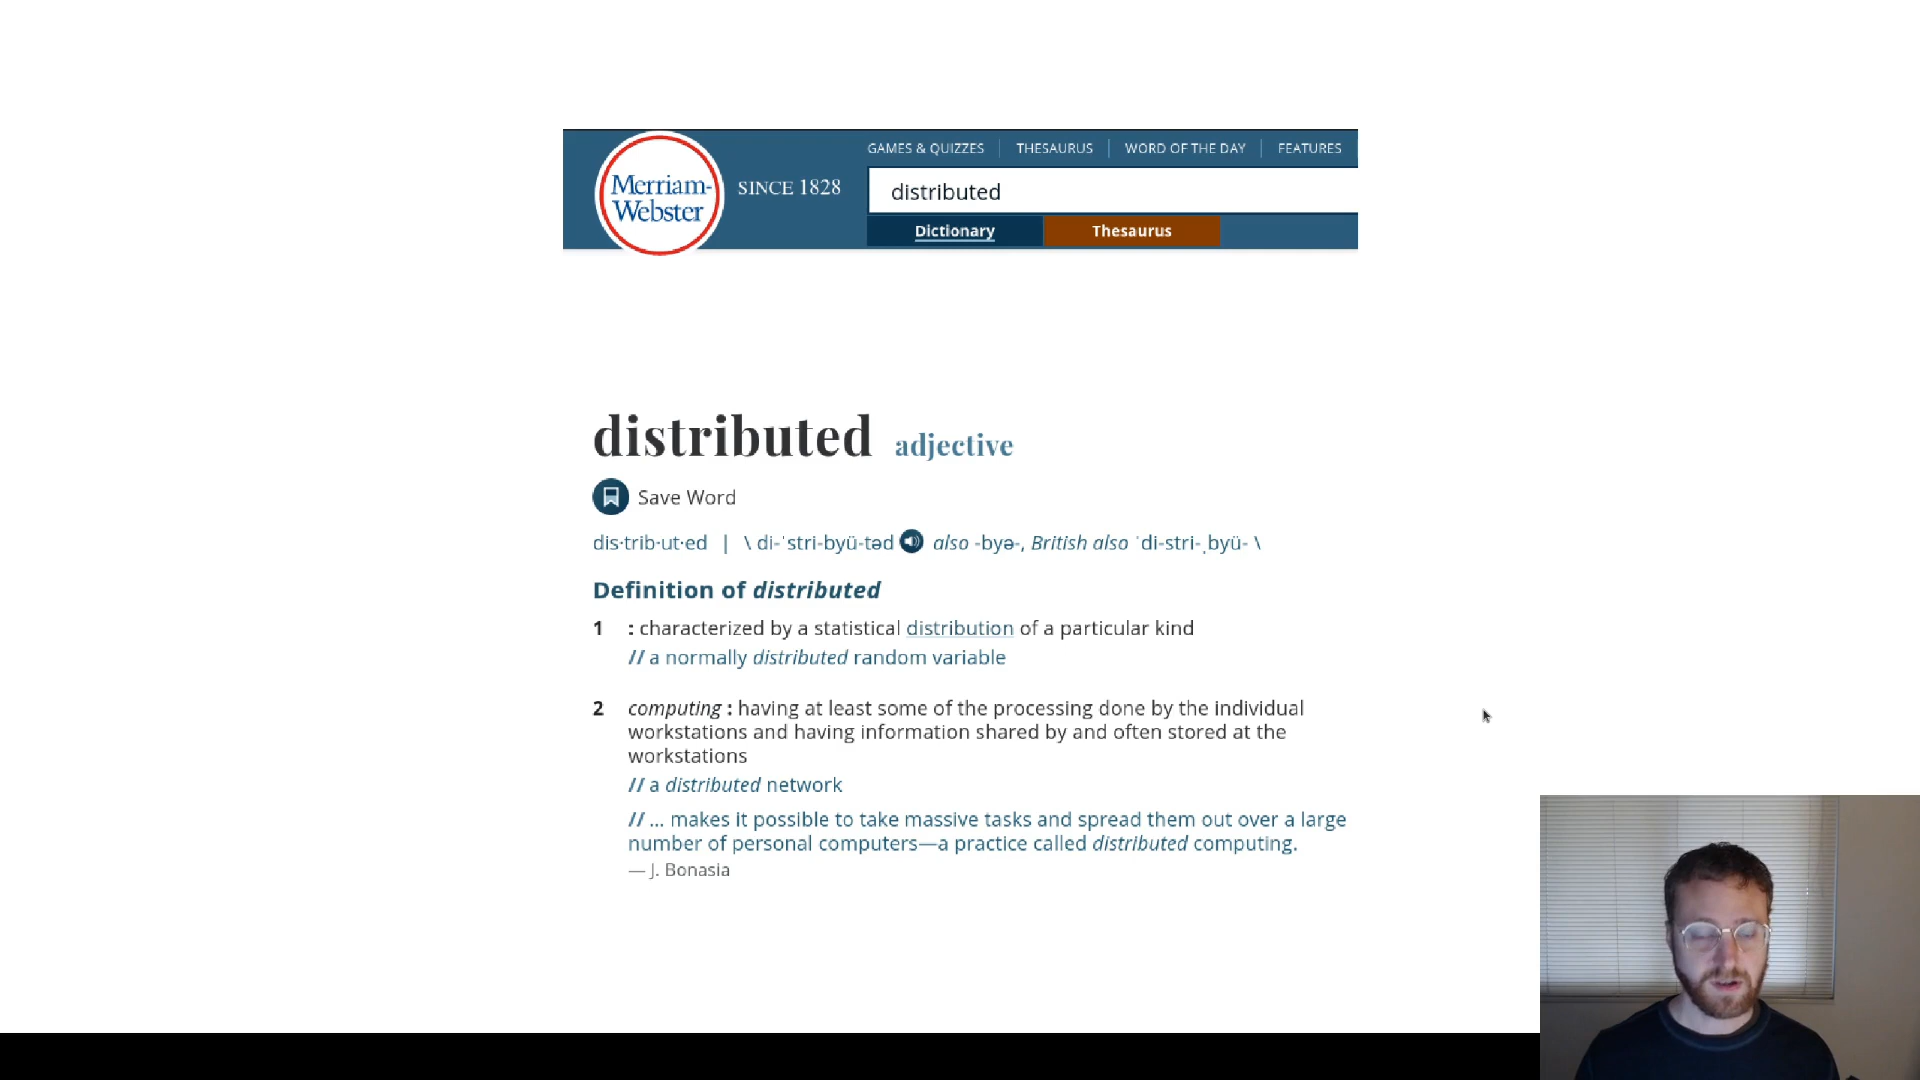 GAMES & QUIZZES THESAURUS WORD OF THE DAY FEATURES
Merriam-
Webster
SINCE 1828
distributed
Dictionary Thesaurus
distributed adjective
Save Word
dis·trib·ut·ed | \ di-ˈstri-byü-təd also -byə-, British also ˈdi-stri-ˌbyü- \
Definition of distributed
1 : characterized by a statistical distribution of a particular kind
// a normally distributed random variable
2 computing : having at least some of the processing done by the individual
workstations and having information shared by and often stored at the
workstations
// a distributed network
// ... makes it possible to take massive tasks and spread them out over a large
number of personal computers—a practice called distributed computing.
— J. Bonasia